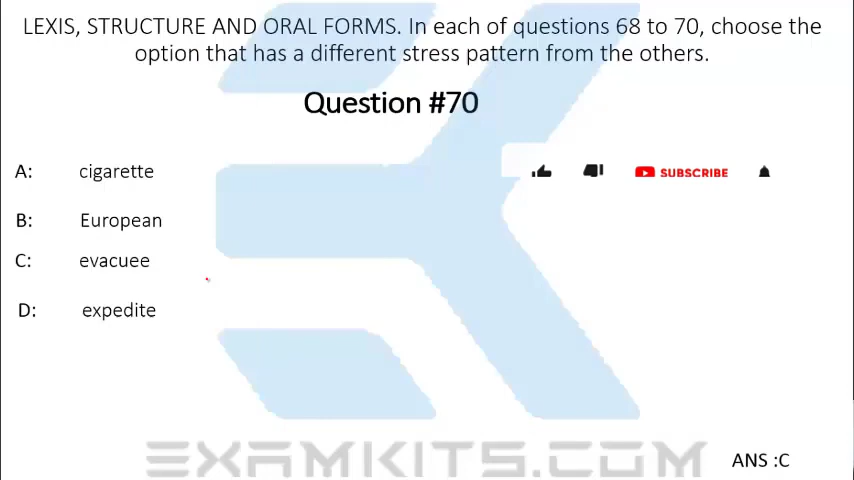 LEXIS, STRUCTURE AND ORAL FORMS. In each of questions 68 to 70, choose the
option that has a different stress pattern from the others.
Question #70
A: cigarette
SUBSCRIBE
B: European
C: evacuee
D: expedite
EXAMKITS.COM
ANS :C